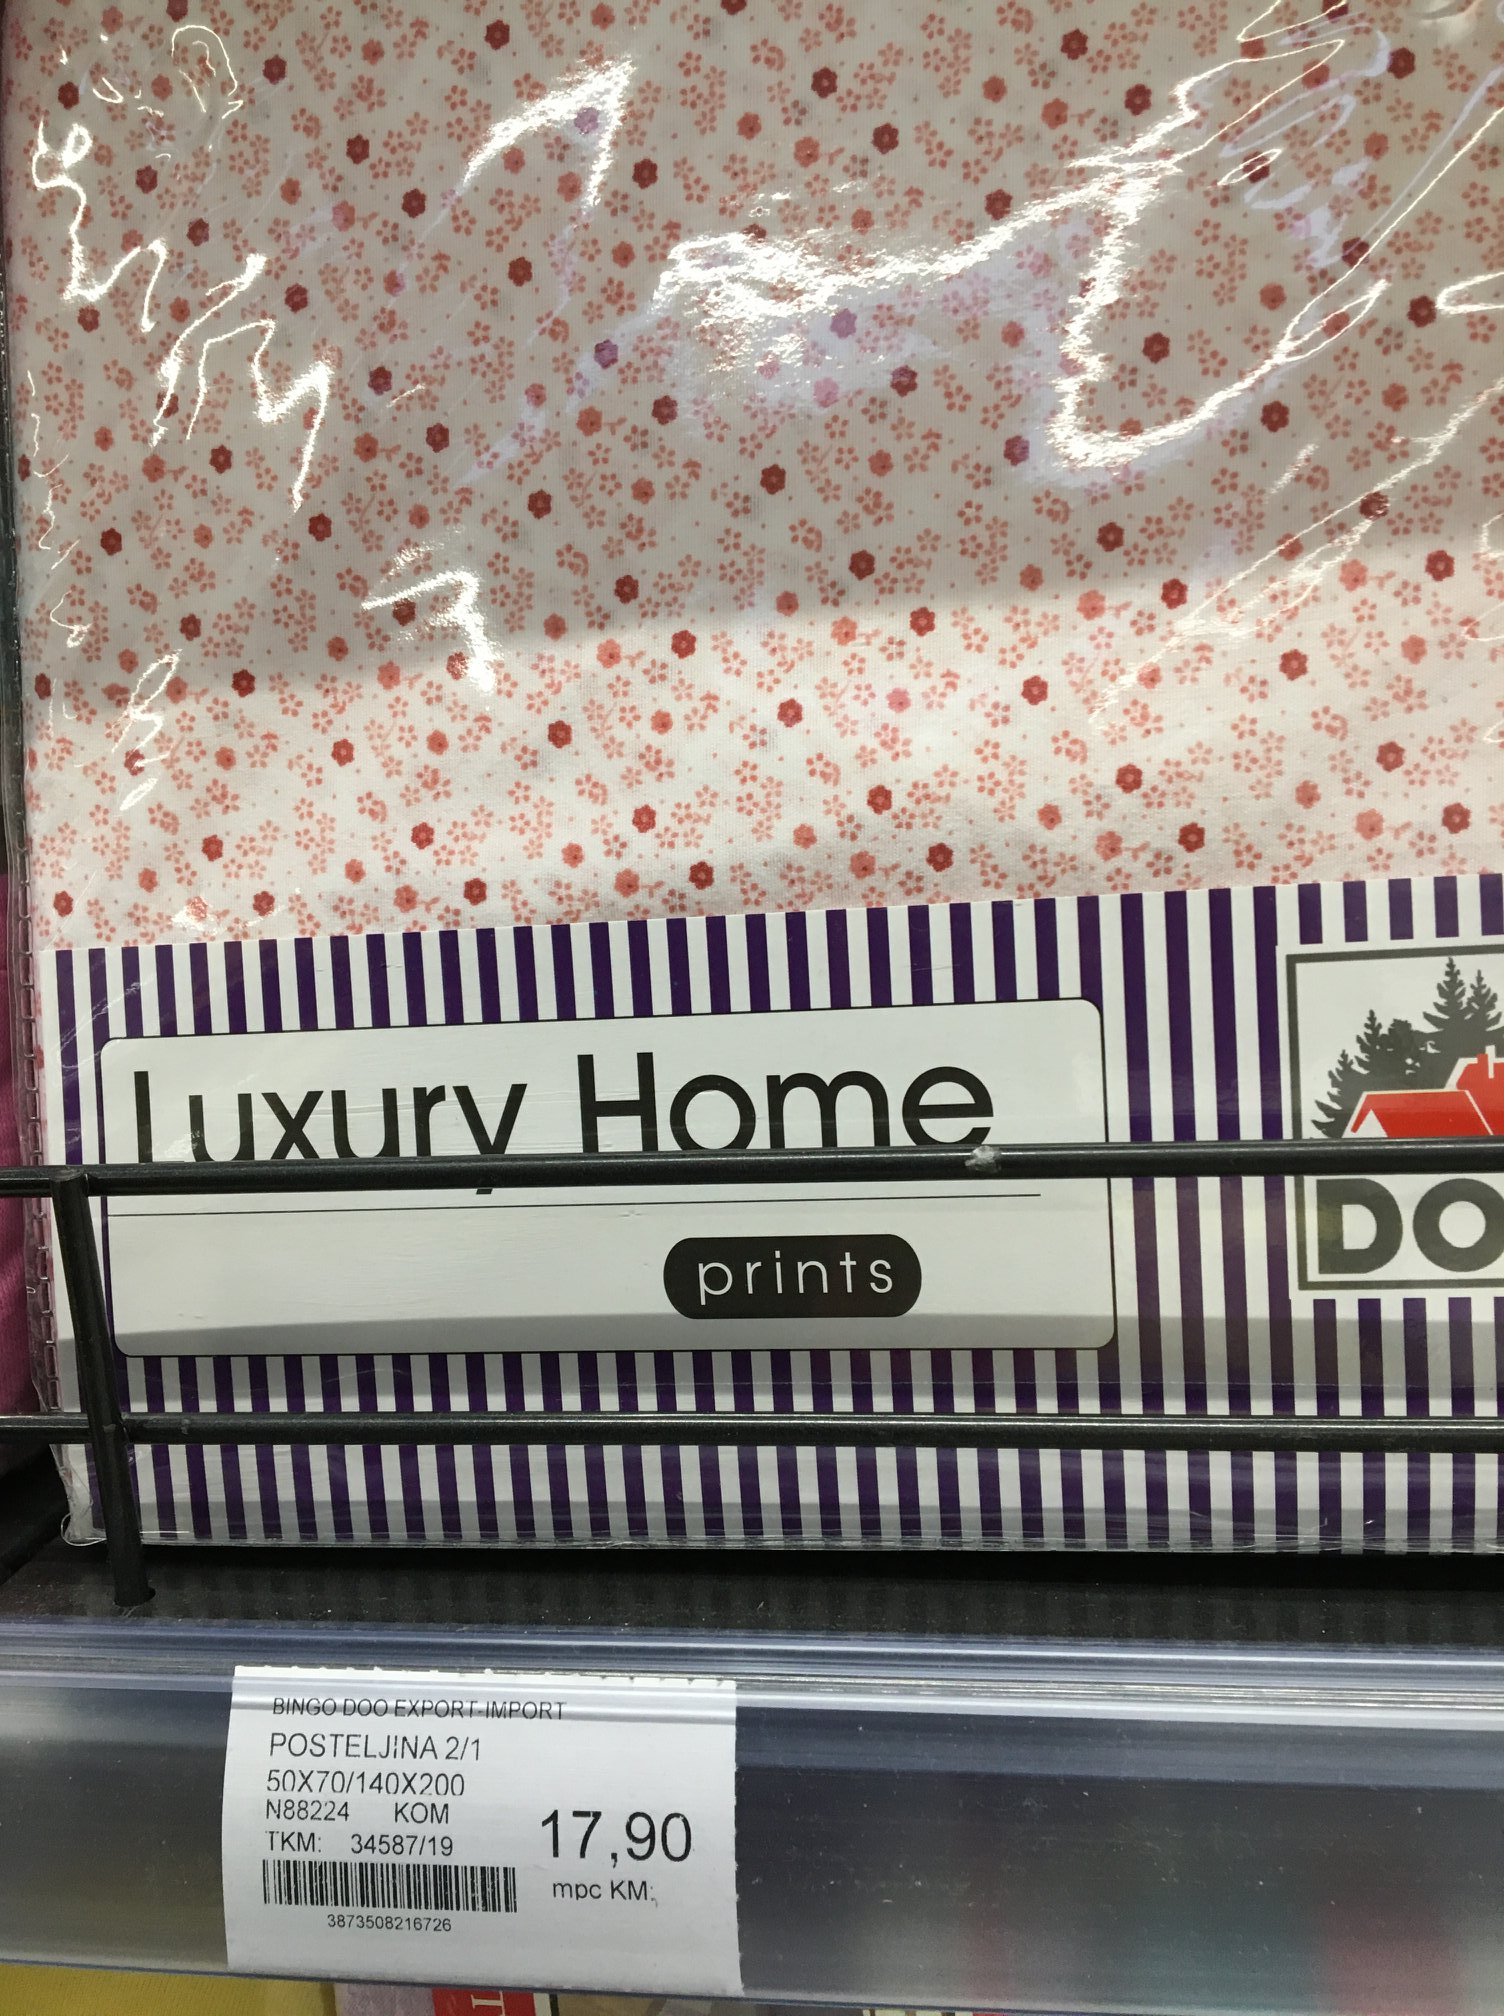 Luxury Home
prints
DO
BINGO DOO EXPORT-IMPORT
POSTELJINA 2/1
50X70/140X200
N88224 KOM
TKM: 34587/19
17,90
mpc KM:
3873508216726